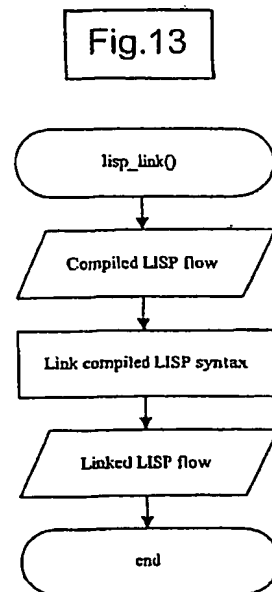 Fig.13
lisp_link()
Compiled LISP flow
Link compiled LISP syntax
Linked LISP flow
end